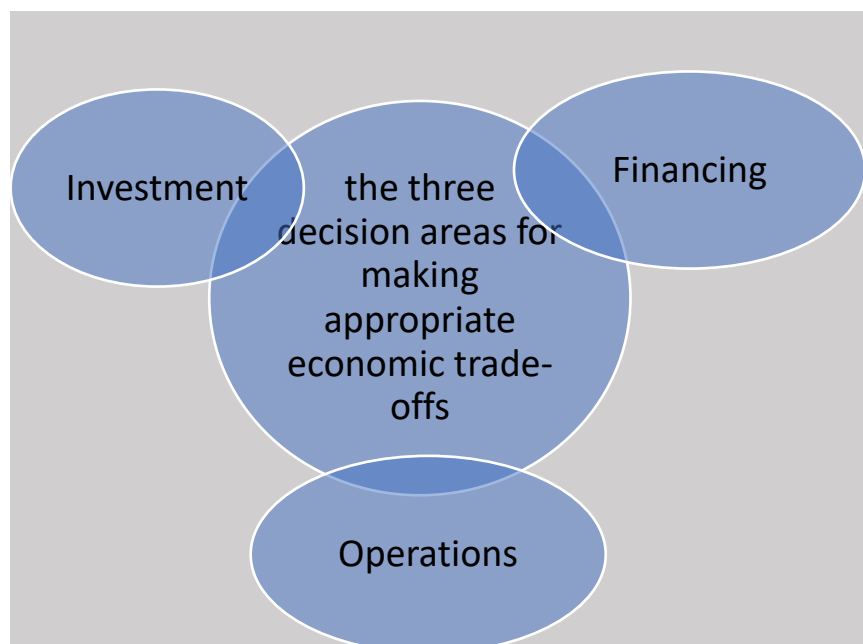 Investment
Financing
the three
decision areas for
making
appropriate
economic trade-
offs
Operations